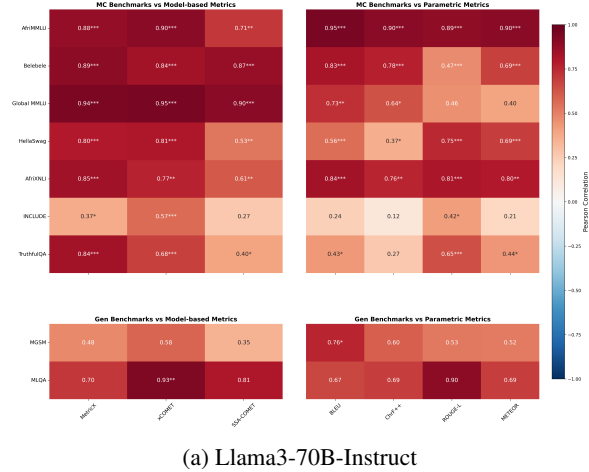 MC Benchmarks vs Model-based Metrics
AfriMMLU 0.88*** 0.90*** 0.71**
Belebele 0.89*** 0.84*** 0.87***
Global MMLU 0.94*** 0.95*** 0.90***
HellaSwag 0.80*** 0.81*** 0.53**
AfriXNLI 0.85*** 0.77** 0.61**
INCLUDE 0.37* 0.57*** 0.27
TruthfulQA 0.84*** 0.68*** 0.40*
MC Benchmarks vs Parametric Metrics
0.95*** 0.90*** 0.89*** 0.90***
0.83*** 0.78*** 0.47*** 0.69***
0.73** 0.64* 0.46 0.40
0.56*** 0.37* 0.75*** 0.69***
0.84*** 0.76** 0.81*** 0.80**
0.24 0.12 0.42* 0.21
0.43* 0.27 0.65*** 0.44*
Gen Benchmarks vs Model-based Metrics
MGSM 0.48 0.58 0.35
MLQA 0.70 0.93** 0.81
MetricX xCOMET SSA-COMET
Gen Benchmarks vs Parametric Metrics
0.76* 0.60 0.53 0.52
0.67 0.69 0.90 0.69
BLEU ChrF++ ROUGE-L METEOR
1.00
0.75
0.50
0.25
0.00
−0.25
−0.50
−0.75
−1.00
Pearson Correlation
(a) Llama3-70B-Instruct